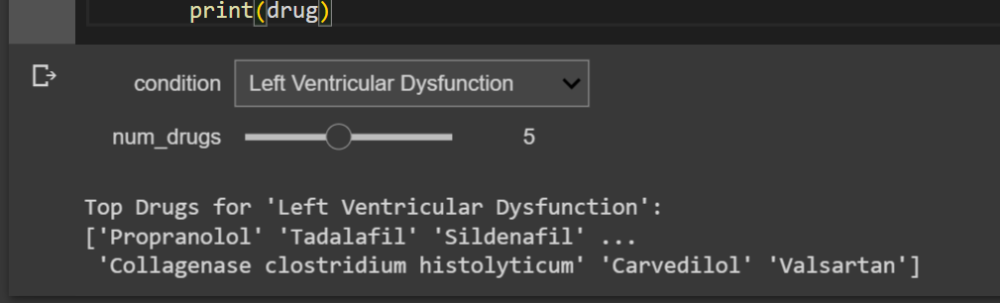 print(drug)
condition Left Ventricular Dysfunction
num_drugs 5
Top Drugs for 'Left Ventricular Dysfunction':
['Propranolol' 'Tadalafil' 'Sildenafil' ...
'Collagenase clostridium histolyticum' 'Carvedilol' 'Valsartan']